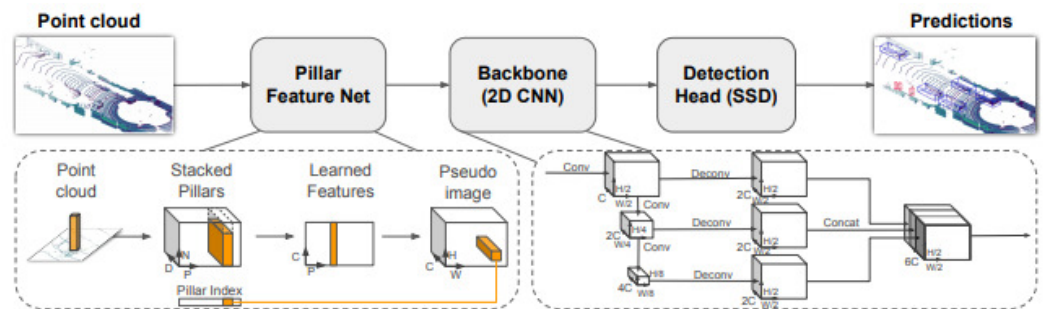 Point cloud
Predictions
Pillar
Feature Net
Backbone
(2D CNN)
Detection
Head (SSD)
Point
cloud
Stacked
Pillars
Learned
Features
Pseudo
image
D
N
P
C
P
C
H
W
Pillar Index
Conv
C
H/2
W/2
Conv
2C
H/4
W/4
Conv
4C
H/8
W/8
Deconv
2C
H/2
W/2
Deconv
2C
H/2
W/2
Deconv
2C
H/2
W/2
Concat
6C
H/2
W/2